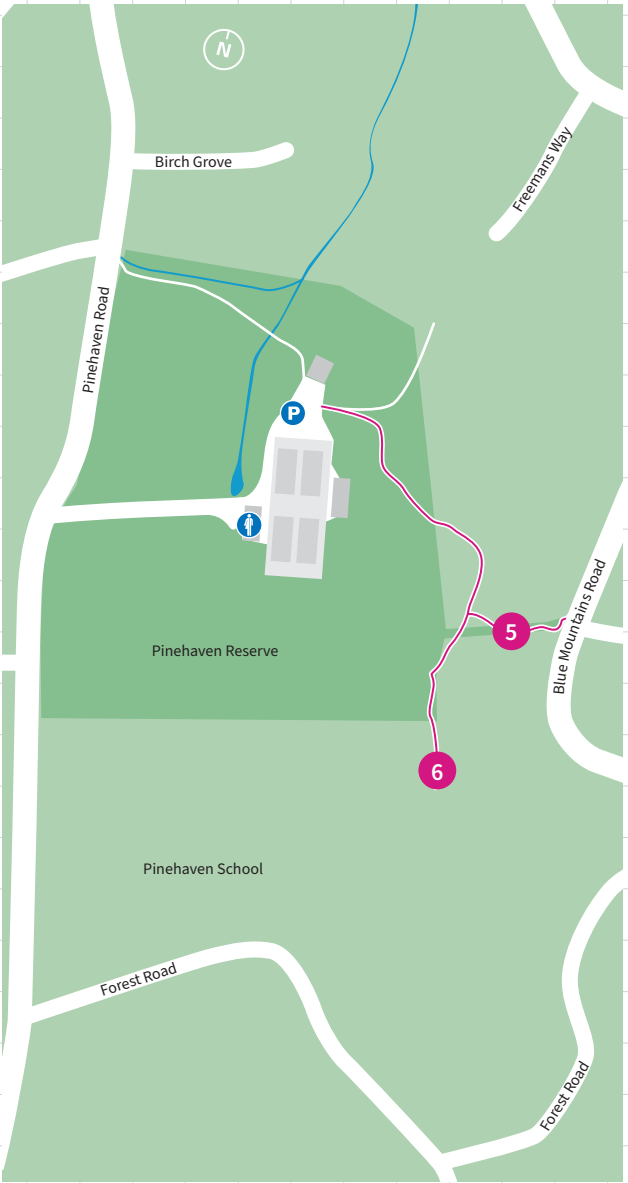 N
Birch Grove
Freemans Way
Pinehaven Road
P
Blue Mountains Road
5
Pinehaven Reserve
6
Pinehaven School
Forest Road
Forest Road